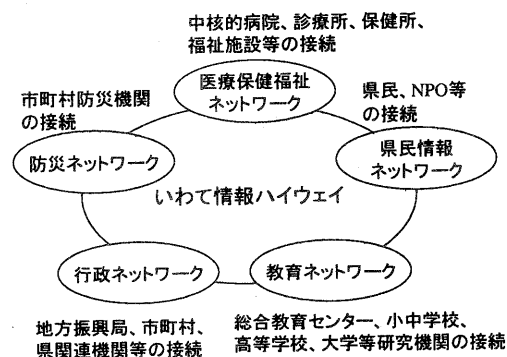 中核的病院、診療所、保健所、
福祉施設等の接続
医療保健福祉
ネットワーク
市町村防災機関
の接続
県民、NPO等
の接続
防災ネットワーク
県民情報
ネットワーク
いわて情報ハイウェイ
行政ネットワーク
教育ネットワーク
地方振興局、市町村、
県関連機関等の接続
総合教育センター、小中学校、
高等学校、大学等研究機関の接続